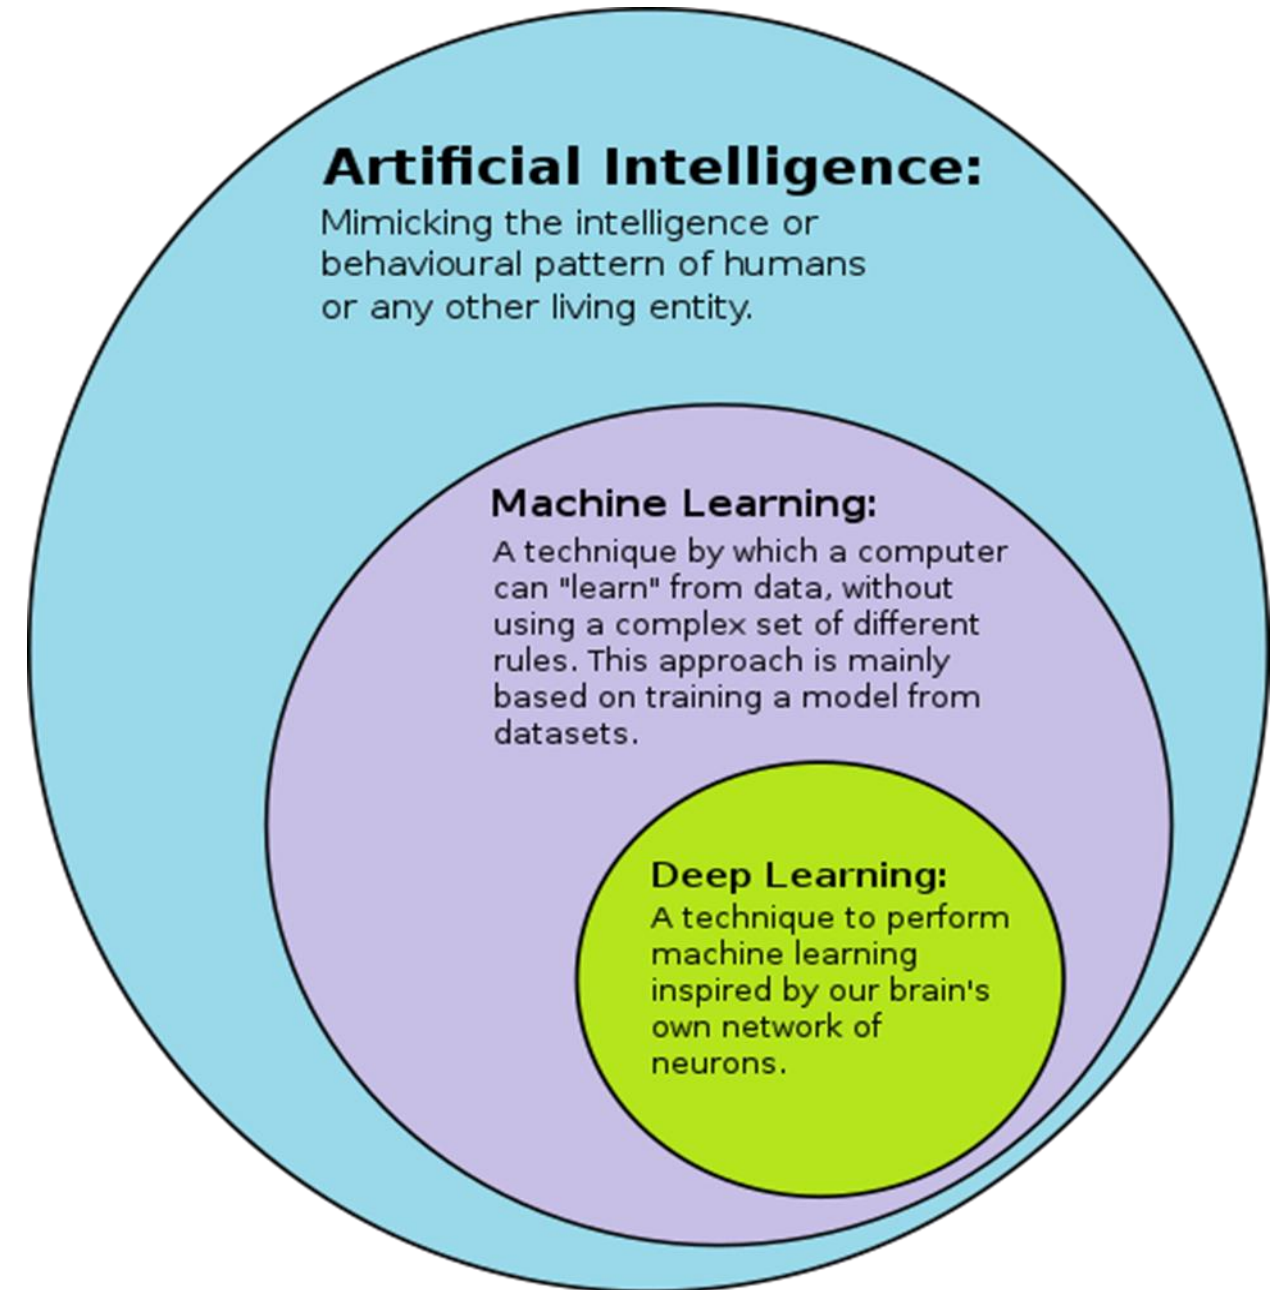 Artificial Intelligence:
Mimicking the intelligence or
behavioural pattern of humans
or any other living entity.
Machine Learning:
A technique by which a computer
can "learn" from data, without
using a complex set of different
rules. This approach is mainly
based on training a model from
datasets.
Deep Learning:
A technique to perform
machine learning
inspired by our brain's
own network of
neurons.